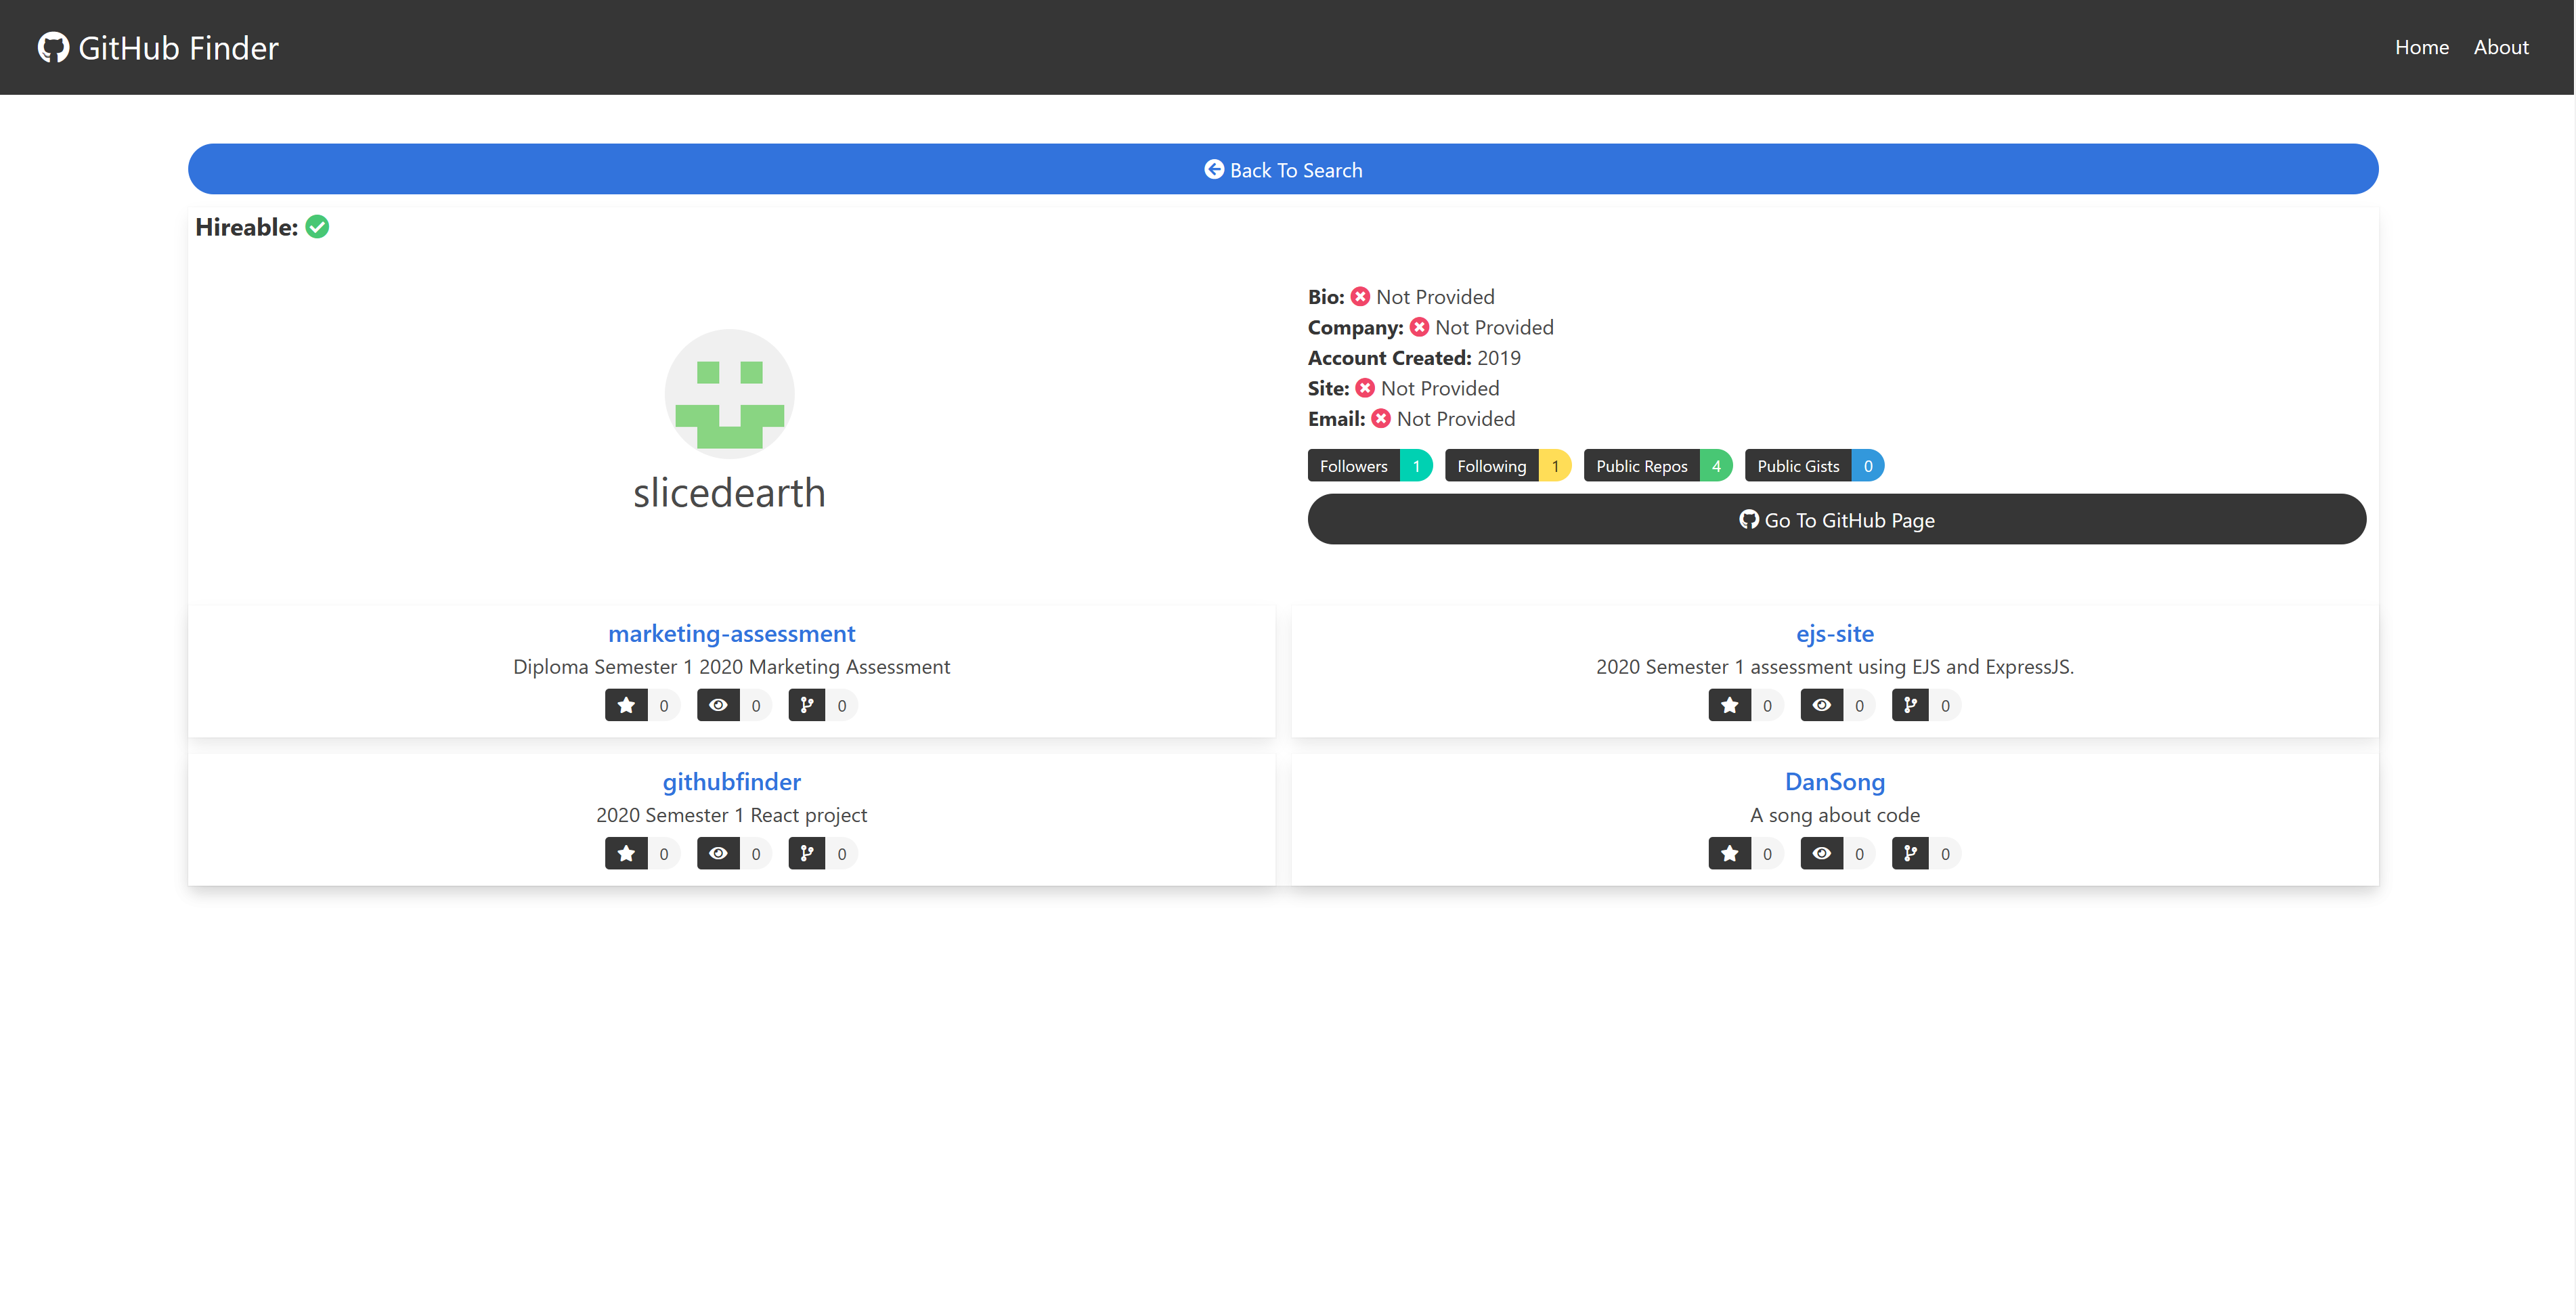 GitHub Finder
Home About
Back To Search
Hireable:
slicedearth
Bio: Not Provided
Company: Not Provided
Account Created: 2019
Site: Not Provided
Email: Not Provided
Followers 1 Following 1 Public Repos 4 Public Gists 0
Go To GitHub Page
marketing-assessment
Diploma Semester 1 2020 Marketing Assessment
0 0 0
ejs-site
2020 Semester 1 assessment using EJS and ExpressJS.
0 0 0
githubfinder
2020 Semester 1 React project
0 0 0
DanSong
A song about code
0 0 0